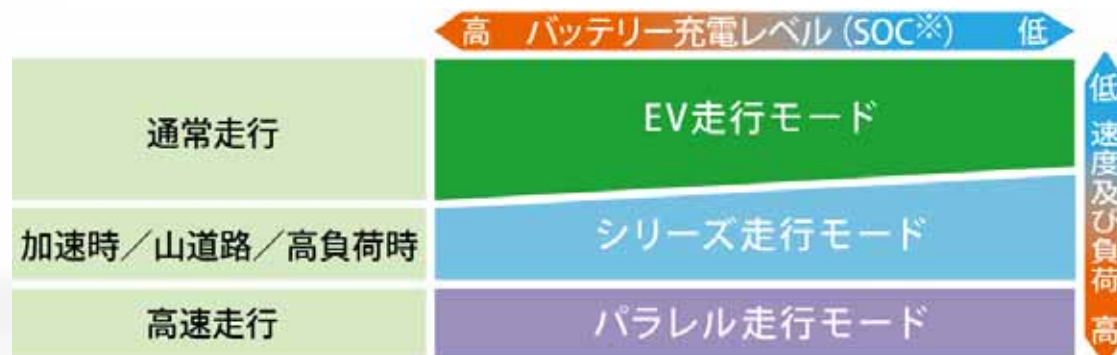 高 バッテリー充電レベル(SOC※) 低
通常走行
EV走行モード
加速時/山道路/高負荷時
シリーズ走行モード
高速走行
パラレル走行モード
低 速度及び負荷 高